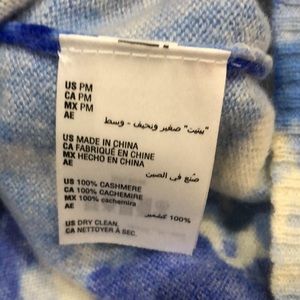 US PM
CA PM
MX PM
AE
"بيتيت" صغير ونحيف - وسط
US MADE IN CHINA
CA FABRIQUÉ EN CHINE
MX HECHO EN CHINA
AE
صُنع في الصين
US 100% CASHMERE
CA 100% CACHEMIRE
MX 100% cachemira
AE
100% كشمير
US DRY CLEAN.
CA NETTOYER À SEC.